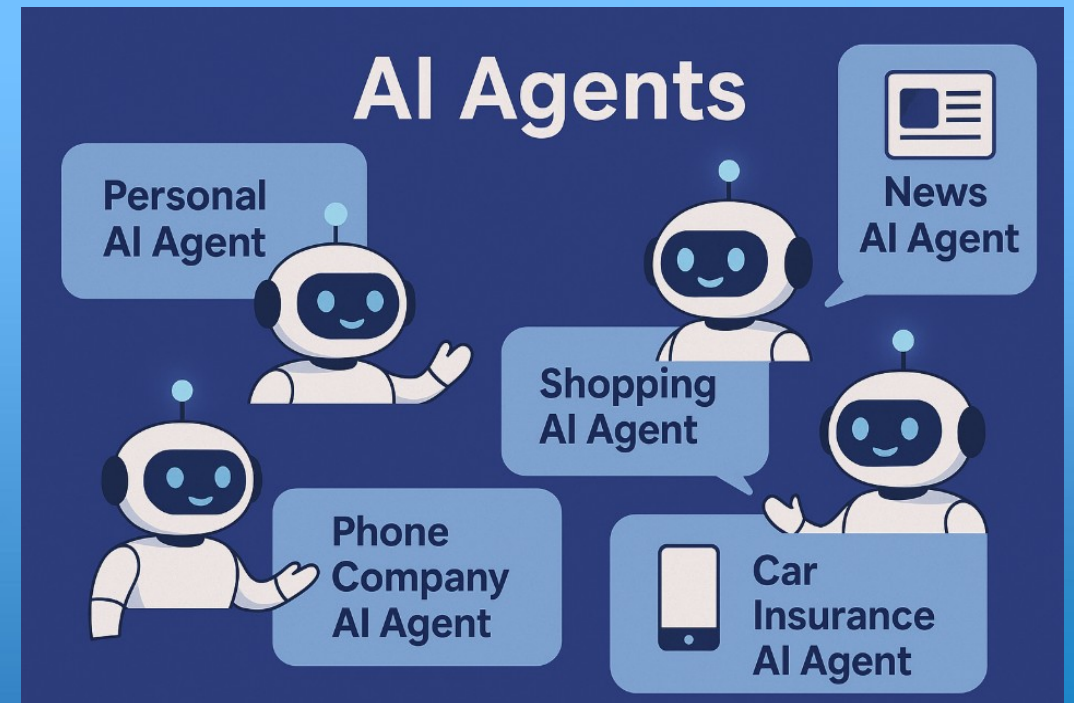 AI Agents
Personal
AI Agent
News
AI Agent
Shopping
AI Agent
Phone
Company
AI Agent
Car
Insurance
AI Agent